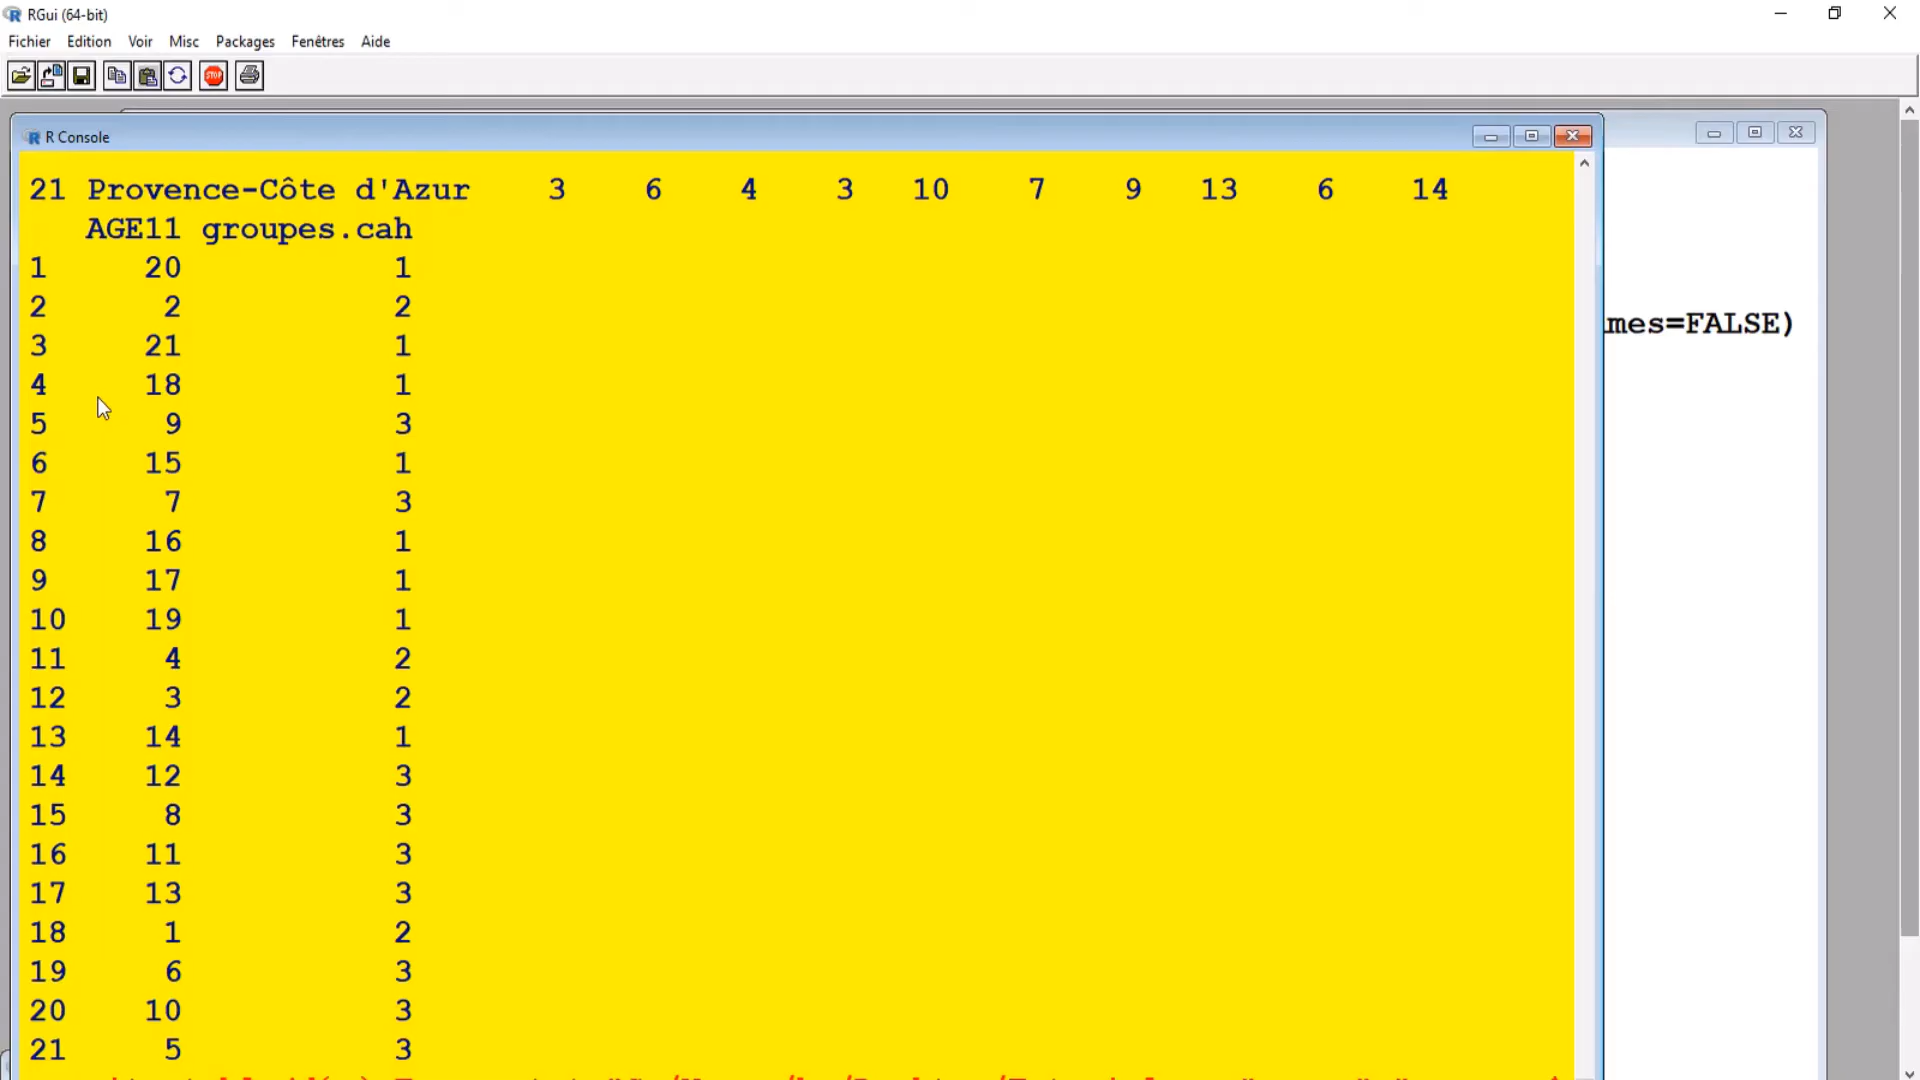 RGui (64-bit)
Fichier Edition Voir Misc Packages Fenêtres Aide
STOP
R Console
21 Provence-Côte d'Azur 3 6 4 3 10 7 9 13 6 14
AGE11 groupes.cah
1 20 1
2 2 2
3 21 1
4 18 1
mes=FALSE)
5 9 3
6 15 1
7 7 3
8 16 1
9 17 1
10 19 1
11 4 2
12 3 2
13 14 1
14 12 3
15 8 3
16 11 3
17 13 3
18 1 2
19 6 3
20 10 3
21 5 3